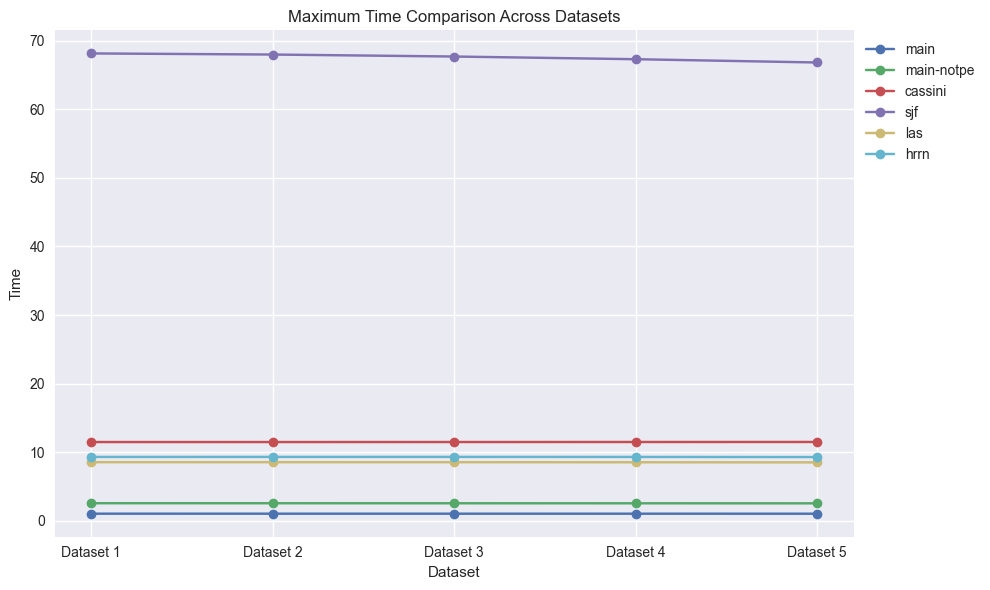 Maximum Time Comparison Across Datasets
70
60
50
40
30
20
10
0
Time
Dataset 1
Dataset 2
Dataset 3
Dataset 4
Dataset 5
Dataset
main
main-notpe
cassini
sjf
las
hrrn